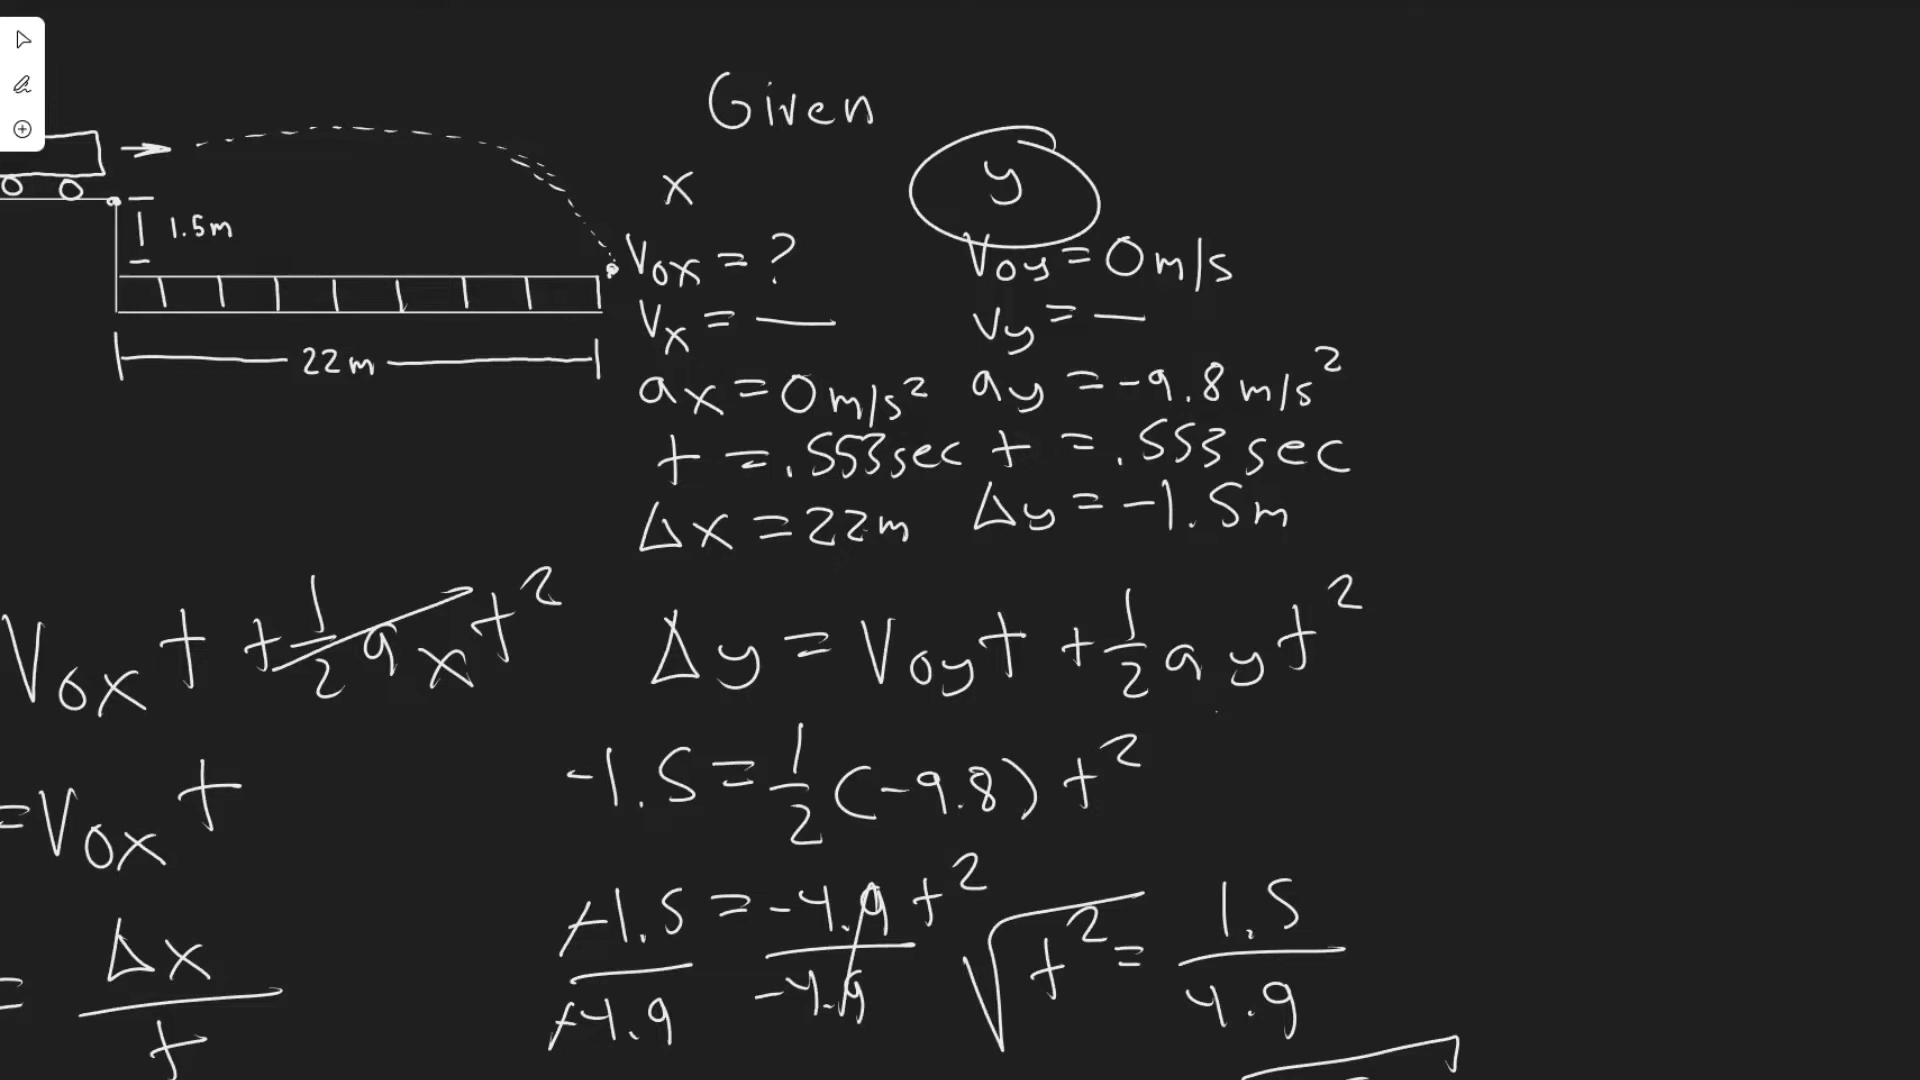 Given
x
y
1.5m
22m
Vox = ?
Voy = 0 m/s
Vx = —
Vy = —
ax = 0 m/s²
ay = -9.8 m/s²
t = .553 sec
t = .553 sec
Δx = 22m
Δy = -1.5m
Vox t + 1/2 ax t²
Δy = Voy t + 1/2 ay t²
= Vox t
-1.5 = 1/2 (-9.8) t²
= Δx / t
-1.5 / -4.9 = -4.9 t² / -4.9
√t² = 1.5 / 4.9